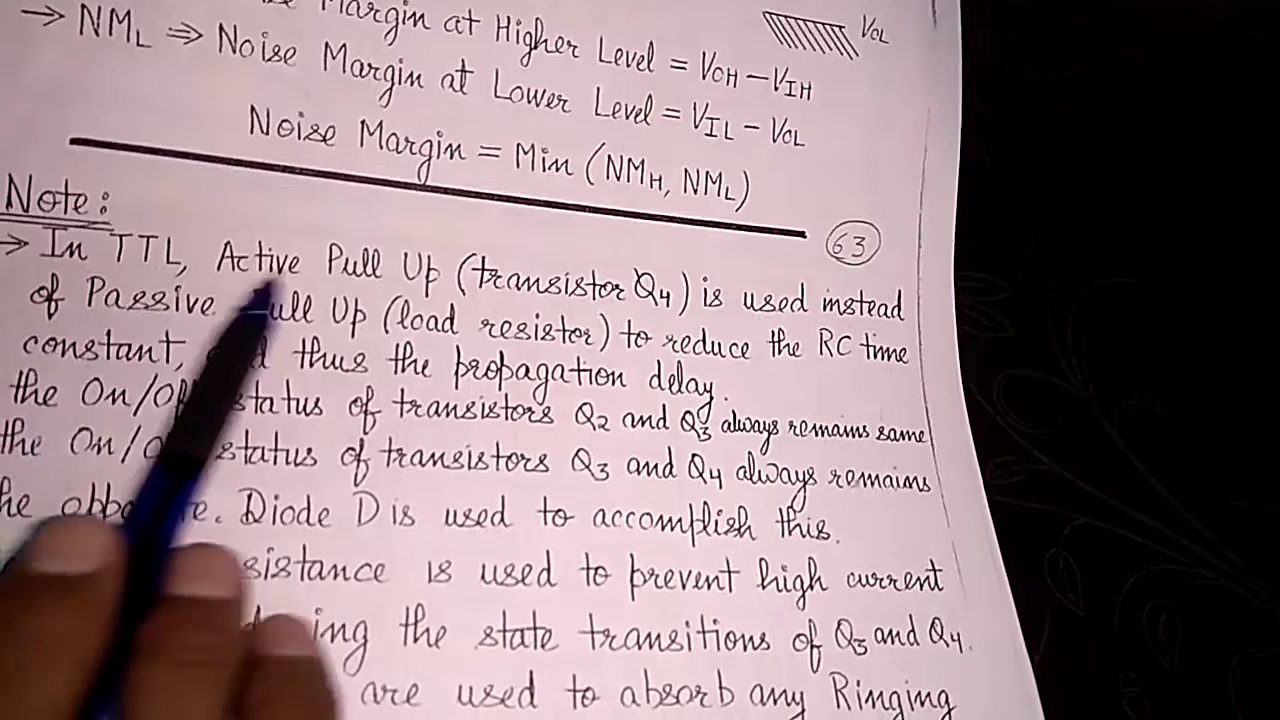 Margin at Higher Level = VOH – VIH
VOL
→ NML ⇒ Noise Margin at Lower Level = VIL – VOL
Noise Margin = Min (NMH, NML)
63
Note:
→ In TTL, Active Pull Up (transistor Q4) is used instead
of Passive Pull Up (load resistor) to reduce the RC time
constant, thus the propagation delay.
the On/Off status of transistors Q2 and Q3 always remains same
the On/ status of transistors Q3 and Q4 always remains
Diode D is used to accomplish this.
is used to prevent high current
the state transitions of Q3 and Q4.
are used to absorb any Ringing